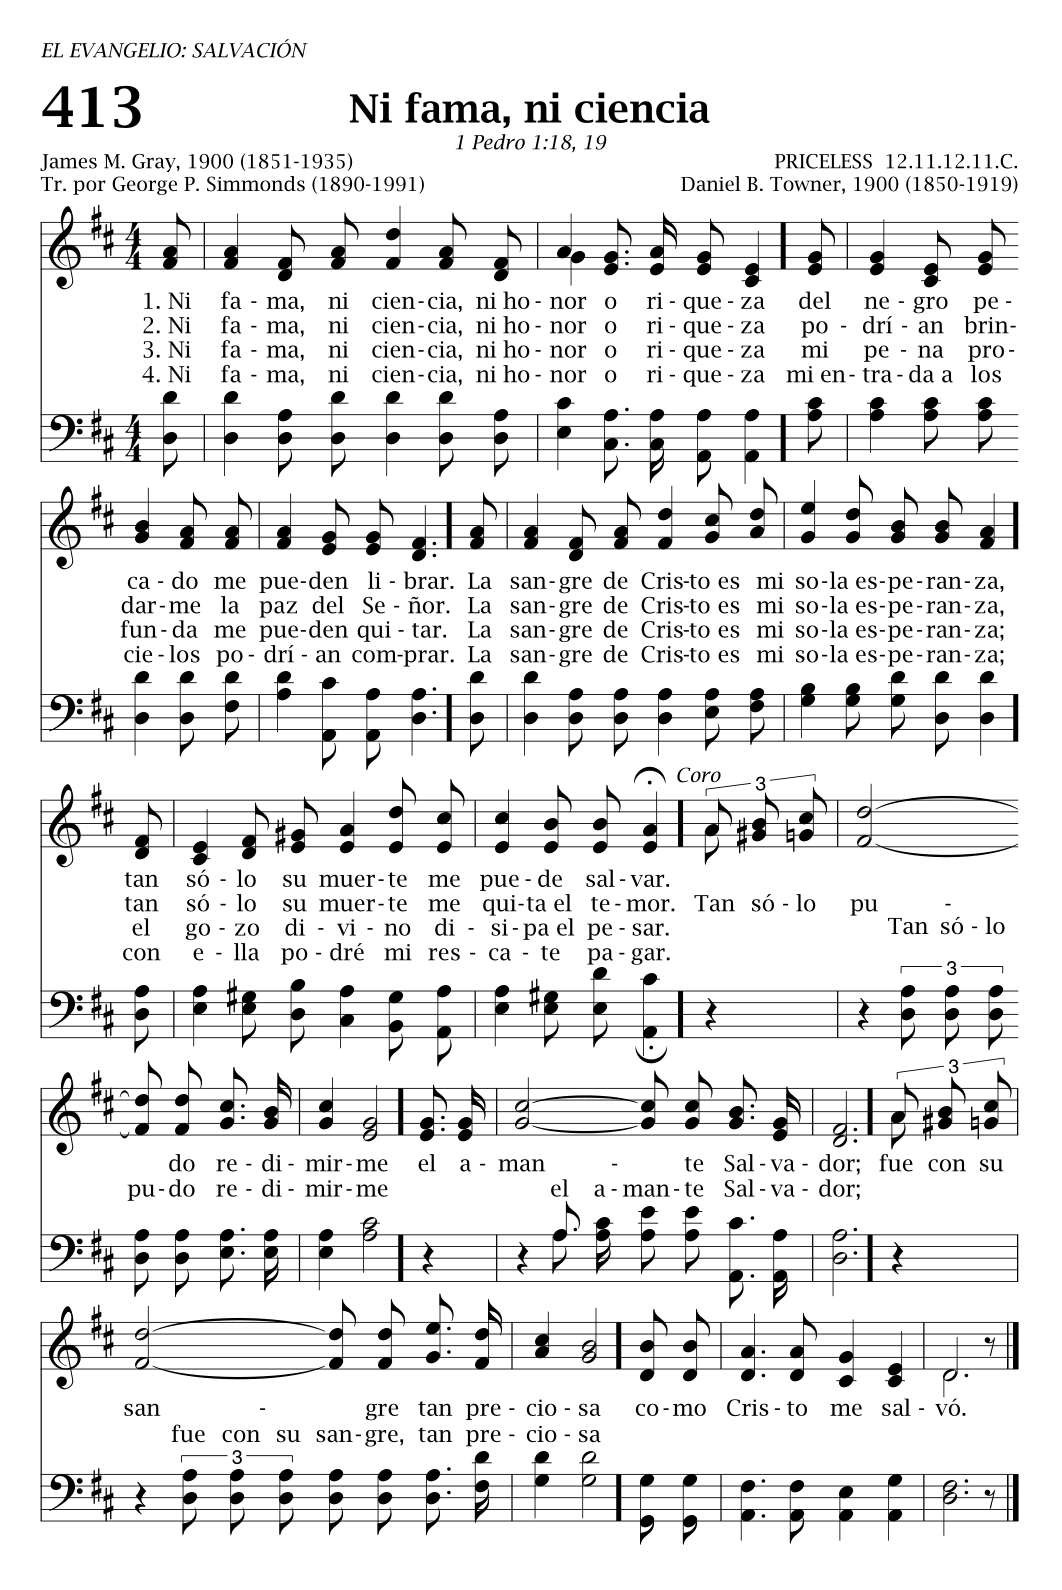 EL EVANGELIO: SALVACIÓN
413
Ni fama, ni ciencia
1 Pedro 1:18, 19
James M. Gray, 1900 (1851-1935)
PRICELESS 12.11.12.11.C.
Tr. por George P. Simmonds (1890-1991)
Daniel B. Towner, 1900 (1850-1919)
1. Ni fa - ma, ni cien - cia, ni ho - nor o ri - que - za del ne - gro pe -
2. Ni fa - ma, ni cien - cia, ni ho - nor o ri - que - za po - drí - an brin-
3. Ni fa - ma, ni cien - cia, ni ho - nor o ri - que - za mi pe - na pro -
4. Ni fa - ma, ni cien - cia, ni ho - nor o ri - que - za mi en - tra - da a los
ca - do me pue - den li - brar. La san - gre de Cris - to es mi so - la es - pe - ran - za,
dar - me la paz del Se - ñor. La san - gre de Cris - to es mi so - la es - pe - ran - za,
fun - da me pue - den qui - tar. La san - gre de Cris - to es mi so - la es - pe - ran - za;
cie - los po - drí - an com - prar. La san - gre de Cris - to es mi so - la es - pe - ran - za;
Coro
3
tan só - lo su muer - te me pue - de sal - var.
tan só - lo su muer - te me qui - ta el te - mor. Tan só - lo pu -
el go - zo di - vi - no di - si - pa el pe - sar. Tan só - lo
con e - lla po - dré mi res - ca - te pa - gar.
3
3
do re - di - mir - me el a - man - te Sal - va - dor; fue con su
pu - do re - di - mir - me el a - man - te Sal - va - dor;
san - gre tan pre - cio - sa co - mo Cris - to me sal - vó.
fue con su san - gre, tan pre - cio - sa
3